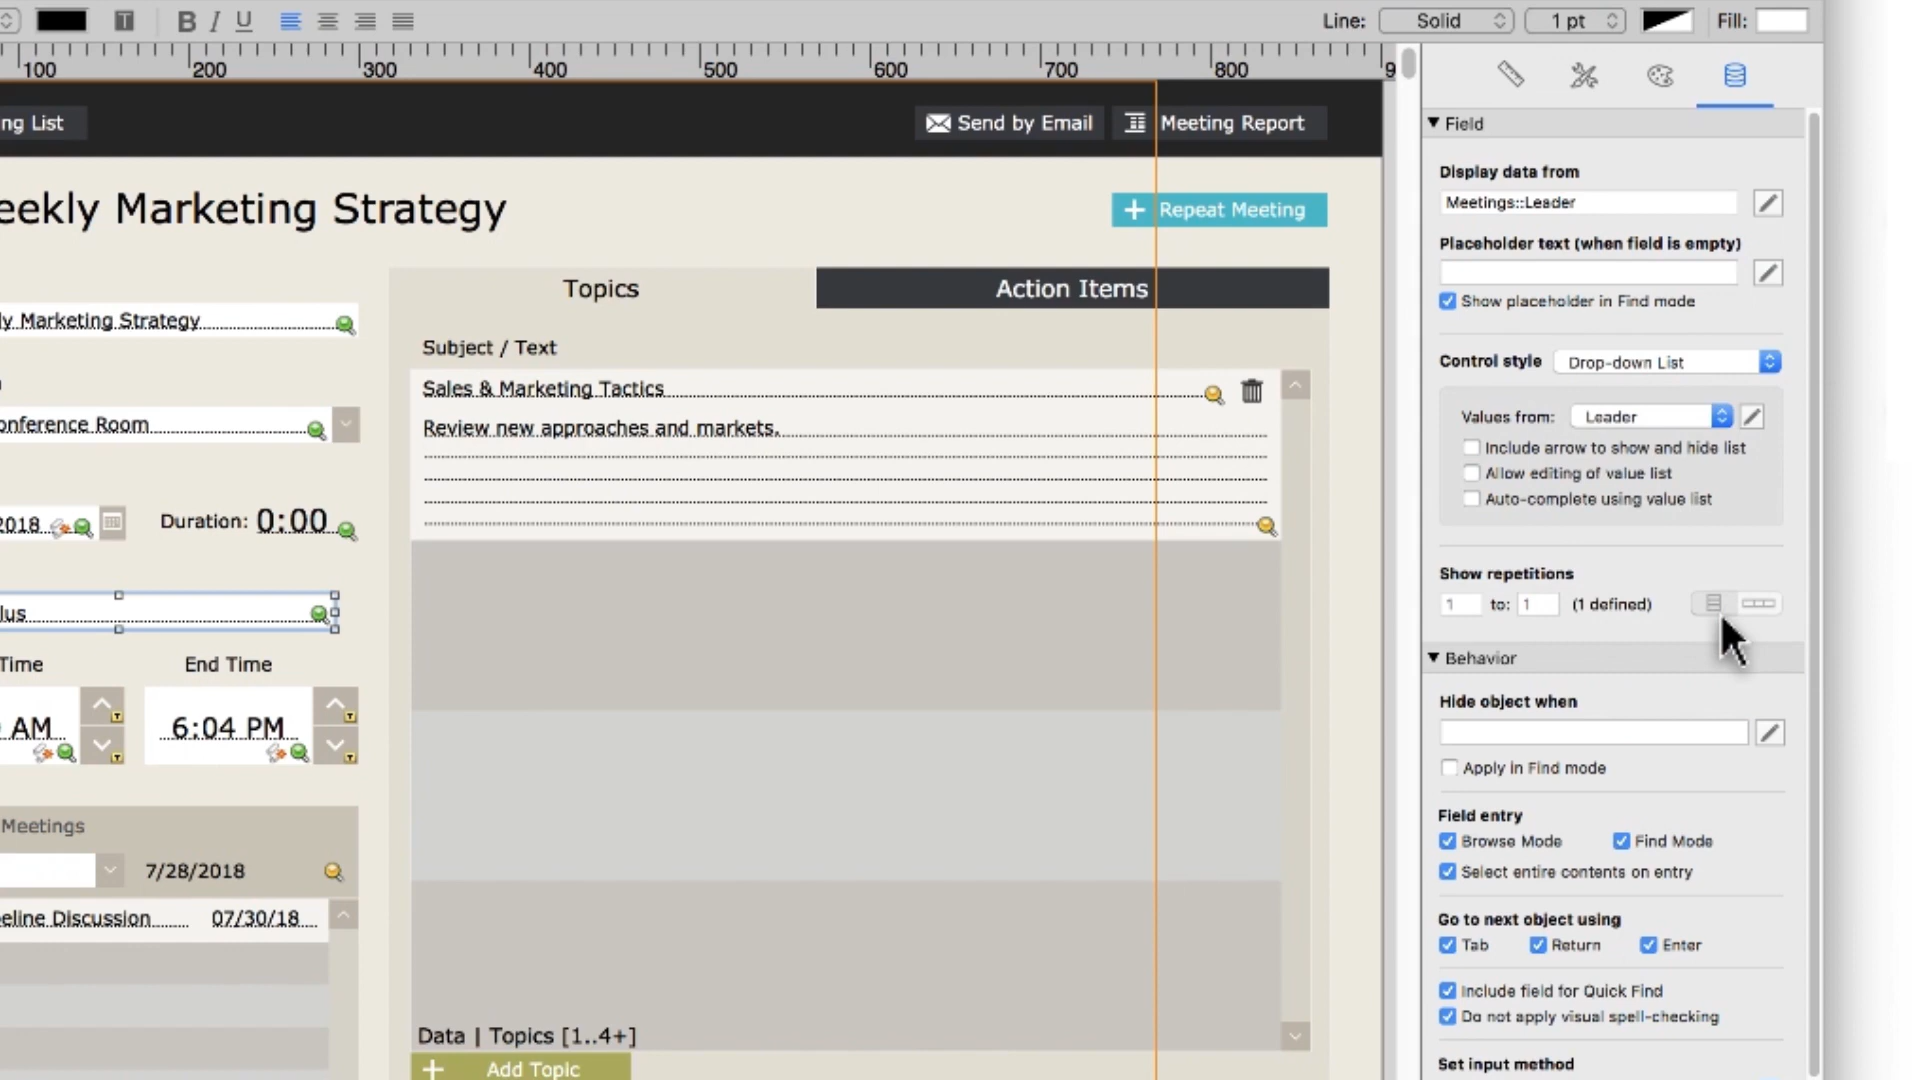 B I U
Line: Solid 1 pt Fill:
100 200 300 400 500 600 700 800 9
ng List
Send by Email
Meeting Report
eekly Marketing Strategy
+ Repeat Meeting
Topics
Action Items
ly Marketing Strategy
Subject / Text
Sales & Marketing Tactics
Review new approaches and markets.
onference Room
2018
Duration: 0:00
lus
Time
End Time
AM
6:04 PM
Meetings
7/28/2018
eline Discussion
07/30/18
Data | Topics [1..4+]
+ Add Topic
Field
Display data from
Meetings::Leader
Placeholder text (when field is empty)
Show placeholder in Find mode
Control style Drop-down List
Values from: Leader
Include arrow to show and hide list
Allow editing of value list
Auto-complete using value list
Show repetitions
1 to: 1 (1 defined)
Behavior
Hide object when
Apply in Find mode
Field entry
Browse Mode Find Mode
Select entire contents on entry
Go to next object using
Tab Return Enter
Include field for Quick Find
Do not apply visual spell-checking
Set input method